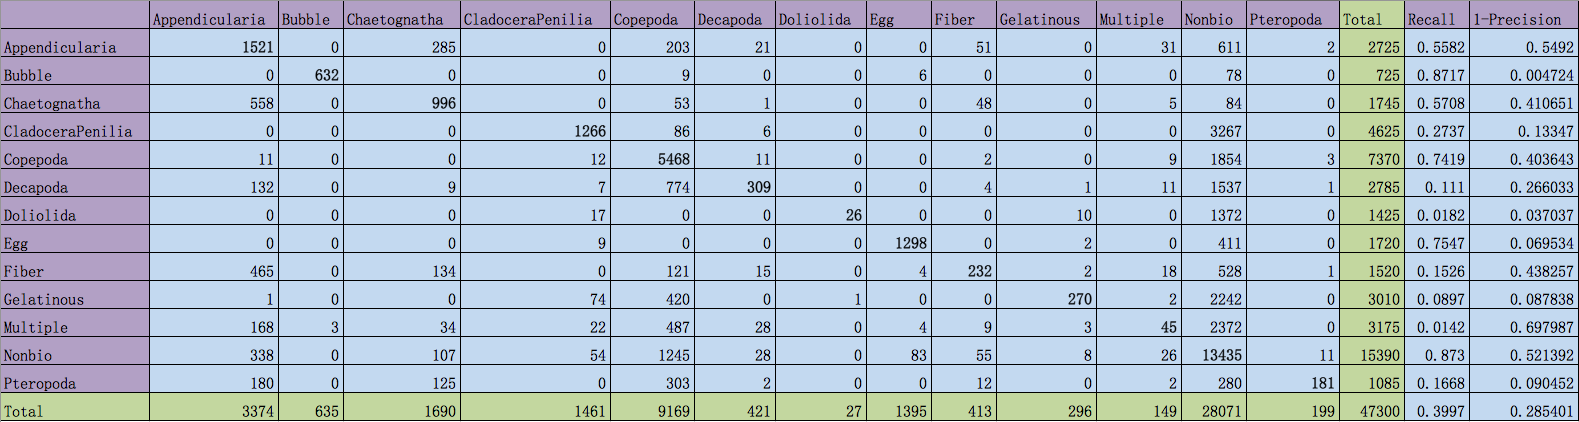 Appendicularia Bubble Chaetognatha CladoceraPenilia Copepoda Decapoda Doliolida Egg Fiber Gelatinous Multiple Nonbio Pteropoda Total Recall 1-Precision
Appendicularia 1521 0 285 0 203 21 0 0 51 0 31 611 2 2725 0.5582 0.5492
Bubble 0 632 0 0 9 0 0 6 0 0 0 78 0 725 0.8717 0.004724
Chaetognatha 558 0 996 0 53 1 0 0 48 0 5 84 0 1745 0.5708 0.410651
CladoceraPenilia 0 0 0 1266 86 6 0 0 0 0 0 3267 0 4625 0.2737 0.13347
Copepoda 11 0 0 12 5468 11 0 0 2 0 9 1854 3 7370 0.7419 0.403643
Decapoda 132 0 9 7 774 309 0 0 4 1 11 1537 1 2785 0.111 0.266033
Doliolida 0 0 0 17 0 0 26 0 0 10 0 1372 0 1425 0.0182 0.037037
Egg 0 0 0 9 0 0 0 1298 0 2 0 411 0 1720 0.7547 0.069534
Fiber 465 0 134 0 121 15 0 4 232 2 18 528 1 1520 0.1526 0.438257
Gelatinous 1 0 0 74 420 0 1 0 0 270 2 2242 0 3010 0.0897 0.087838
Multiple 168 3 34 22 487 28 0 4 9 3 45 2372 0 3175 0.0142 0.697987
Nonbio 338 0 107 54 1245 28 0 83 55 8 26 13435 11 15390 0.873 0.521392
Pteropoda 180 0 125 0 303 2 0 0 12 0 2 280 181 1085 0.1668 0.090452
Total 3374 635 1690 1461 9169 421 27 1395 413 296 149 28071 199 47300 0.3997 0.285401